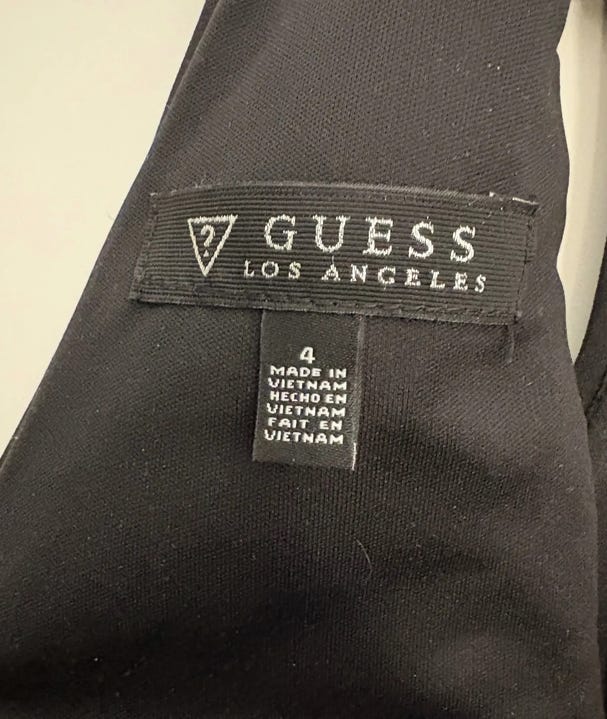 ?
GUESS
LOS ANGELES
4
MADE IN
VIETNAM
HECHO EN
VIETNAM
FAIT EN
VIETNAM